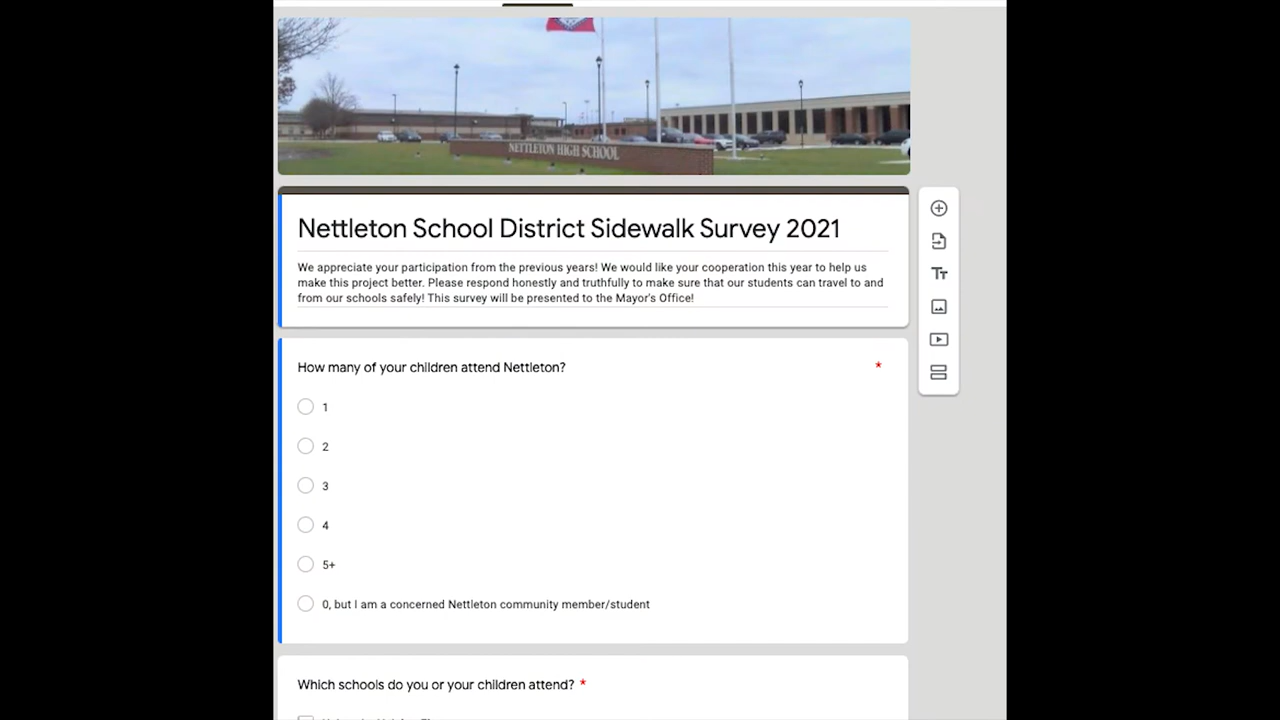 NETTLETON HIGH SCHOOL
Nettleton School District Sidewalk Survey 2021
We appreciate your participation from the previous years! We would like your cooperation this year to help us
make this project better. Please respond honestly and truthfully to make sure that our students can travel to and
from our schools safely! This survey will be presented to the Mayor's Office!
How many of your children attend Nettleton? *
1
2
3
4
5+
0, but I am a concerned Nettleton community member/student
Which schools do you or your children attend? *